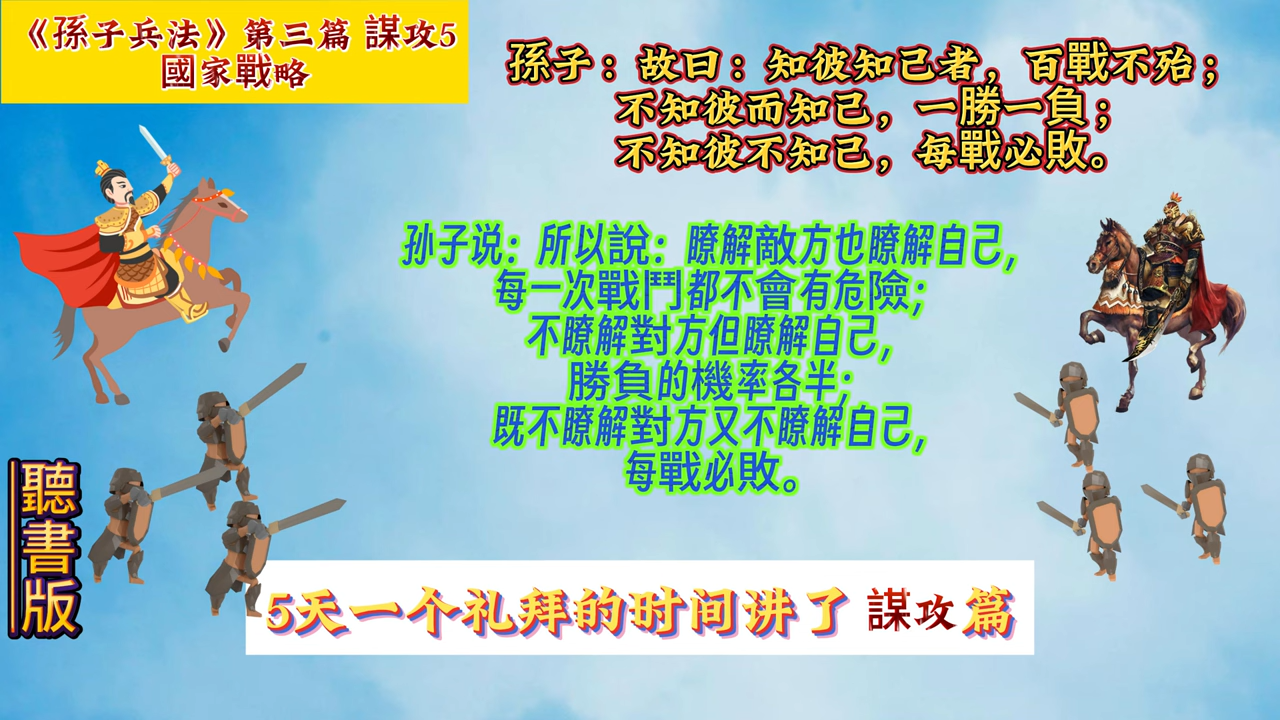 《孫子兵法》第三篇 謀攻5
國家戰略
孫子：故曰：知彼知己者，百戰不殆；
不知彼而知己，一勝一負；
不知彼不知己，每戰必敗。
孙子说：所以說：瞭解敵方也瞭解自己，
每一次戰鬥都不會有危險；
不瞭解對方但瞭解自己，
勝負的機率各半；
既不瞭解對方又不瞭解自己，
每戰必敗。
聽書版
5天一个礼拜的时间讲了 謀攻篇